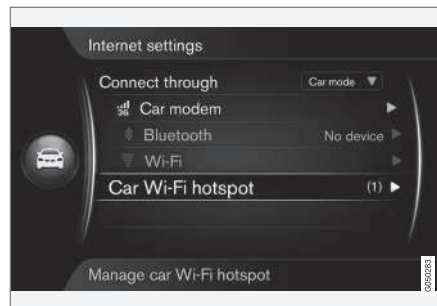 Internet settings
Connect through Car mode
3G Car modem
Bluetooth No device
Wi-Fi
Car Wi-Fi hotspot (1)
Manage car Wi-Fi hotspot
G050283